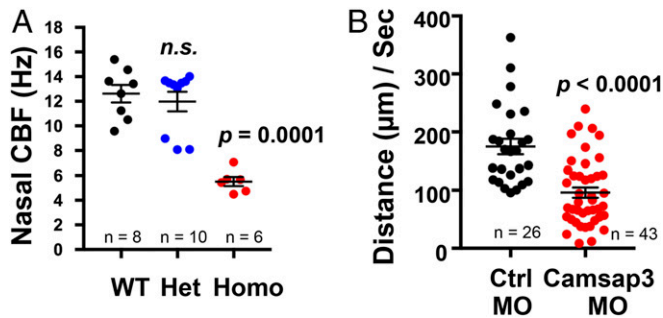 A
Nasal CBF (Hz)
18
16
14
12
10
8
6
4
2
0
n.s.
p = 0.0001
n = 8
n = 10
n = 6
WT
Het
Homo
B
Distance (µm) / Sec
400
300
200
100
0
p < 0.0001
n = 26
n = 43
Ctrl
MO
Camsap3
MO